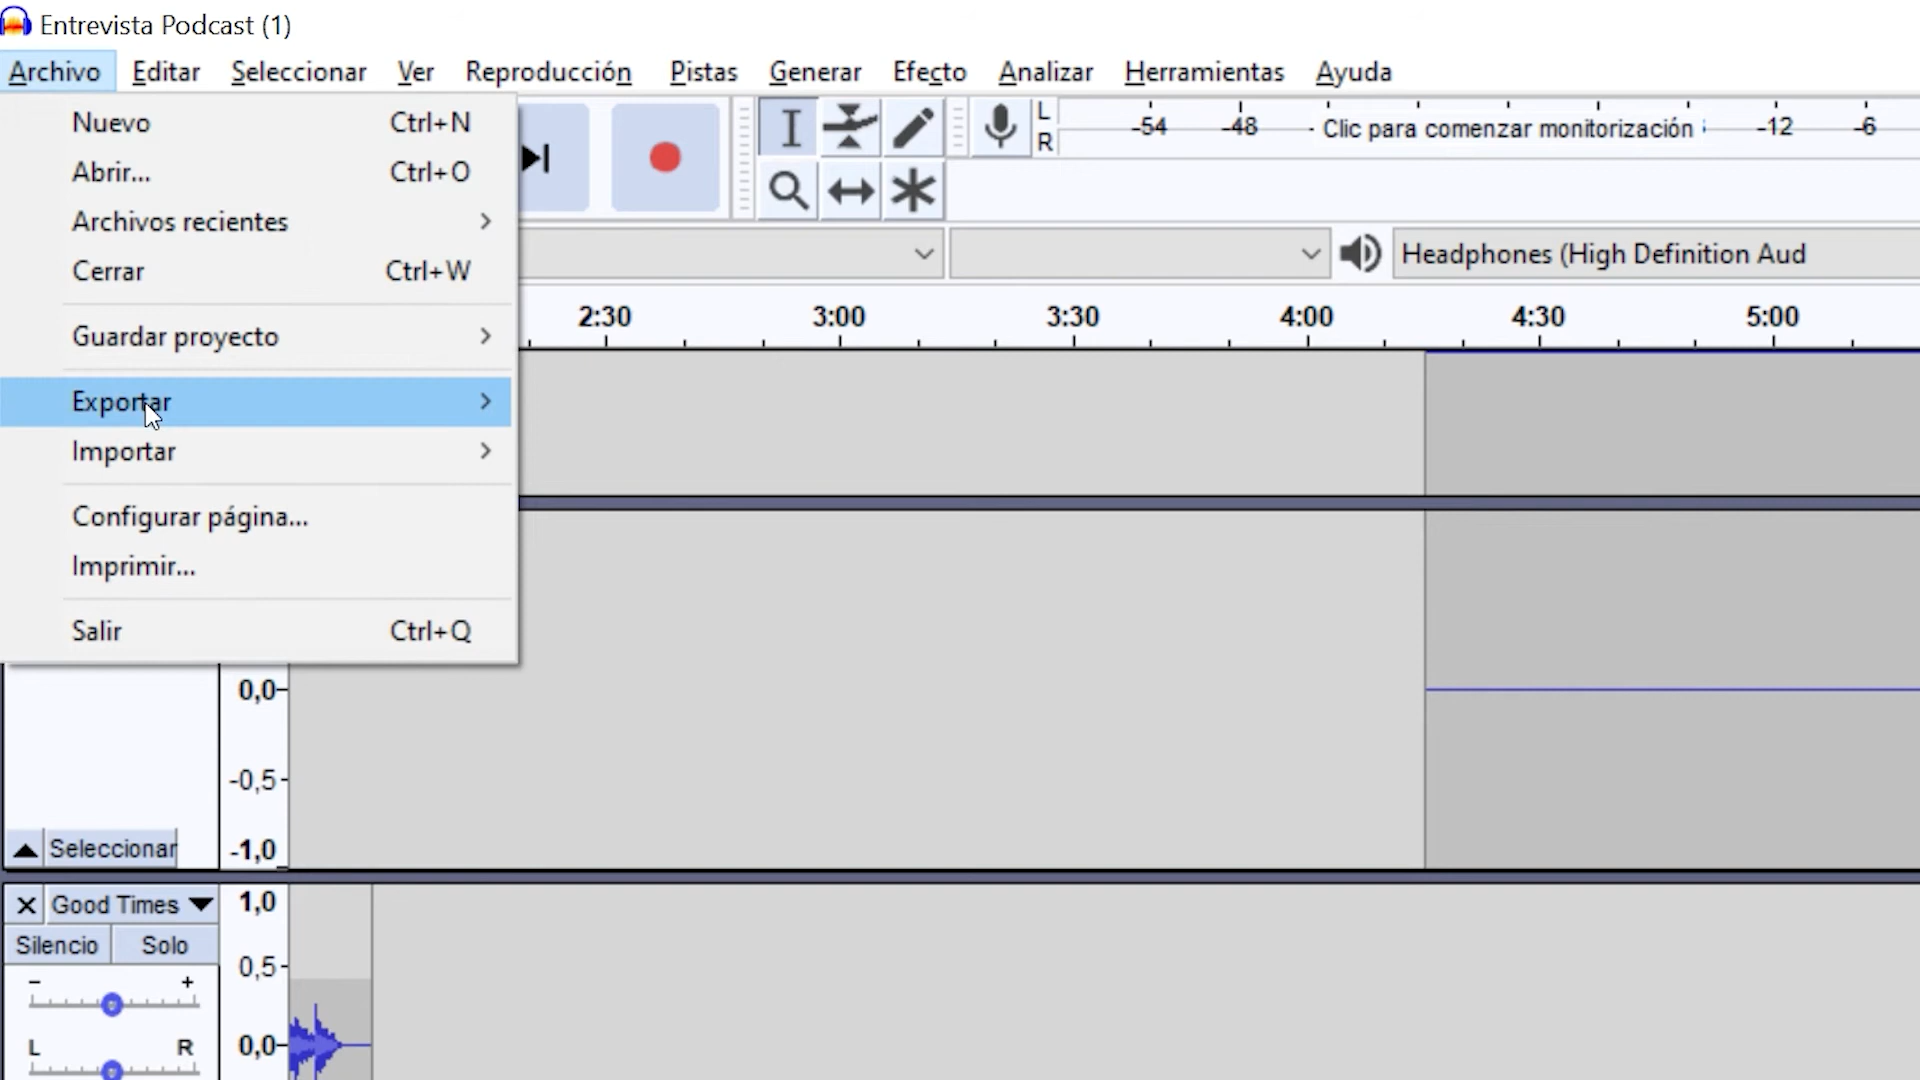 Entrevista Podcast (1)
Archivo Editar Seleccionar Ver Reproducción Pistas Generar Efecto Analizar Herramientas Ayuda
Nuevo Ctrl+N
Abrir... Ctrl+O
Archivos recientes
Cerrar Ctrl+W
Guardar proyecto
Exportar
Importar
Configurar página...
Imprimir...
Salir Ctrl+Q
L
R
-54 -48 - Clic para comenzar monitorización -12 -6
Headphones (High Definition Aud
2:30 3:00 3:30 4:00 4:30 5:00
0,0
-0,5
-1,0
Seleccionar
Good Times
Silencio Solo
- +
L R
1,0
0,5
0,0